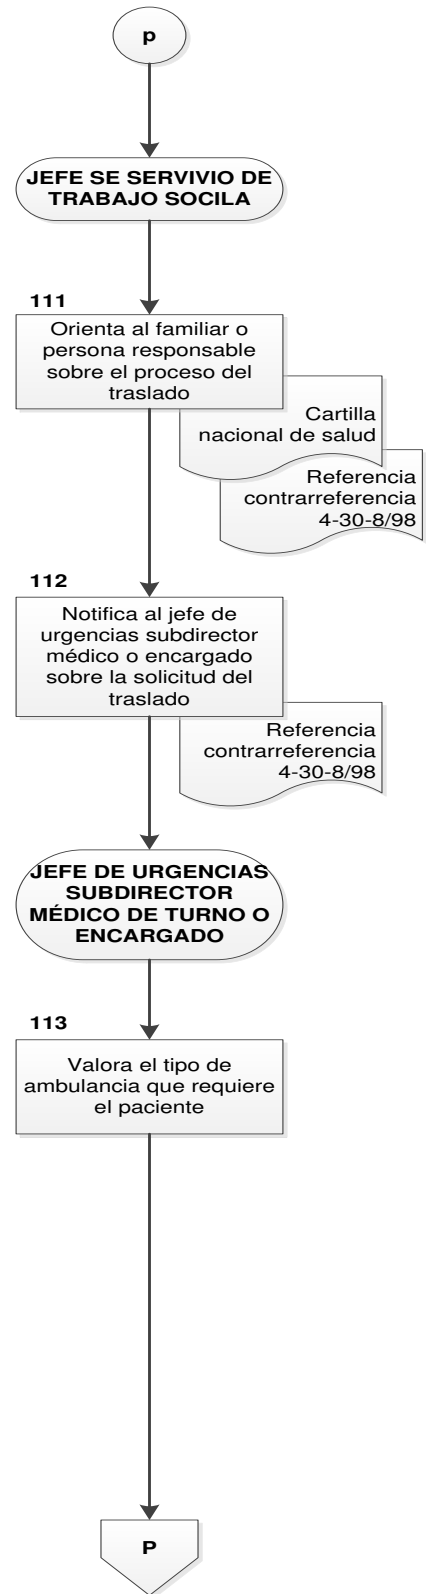 p
JEFE SE SERVIVIO DE
TRABAJO SOCILA
111
Orienta al familiar o
persona responsable
sobre el proceso del
traslado
Cartilla
nacional de salud
Referencia
contrarreferencia
4-30-8/98
112
Notifica al jefe de
urgencias subdirector
médico o encargado
sobre la solicitud del
traslado
Referencia
contrarreferencia
4-30-8/98
JEFE DE URGENCIAS
SUBDIRECTOR
MÉDICO DE TURNO O
ENCARGADO
113
Valora el tipo de
ambulancia que requiere
el paciente
P